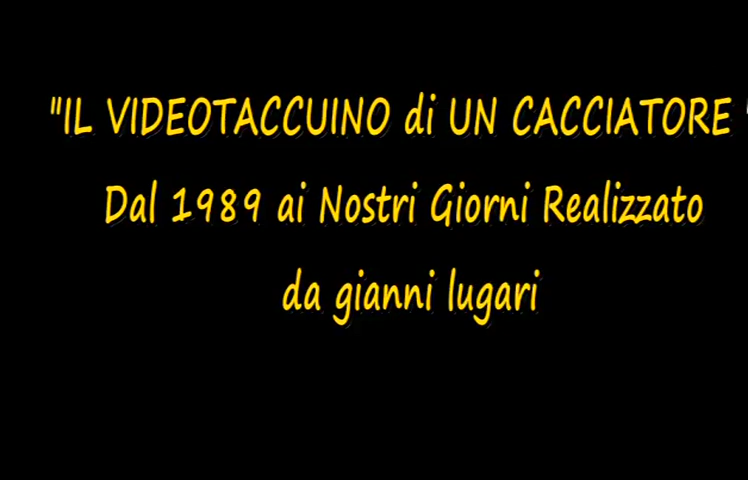 "IL VIDEOTACCUINO di UN CACCIATORE "
Dal 1989 ai Nostri Giorni Realizzato
da gianni lugari